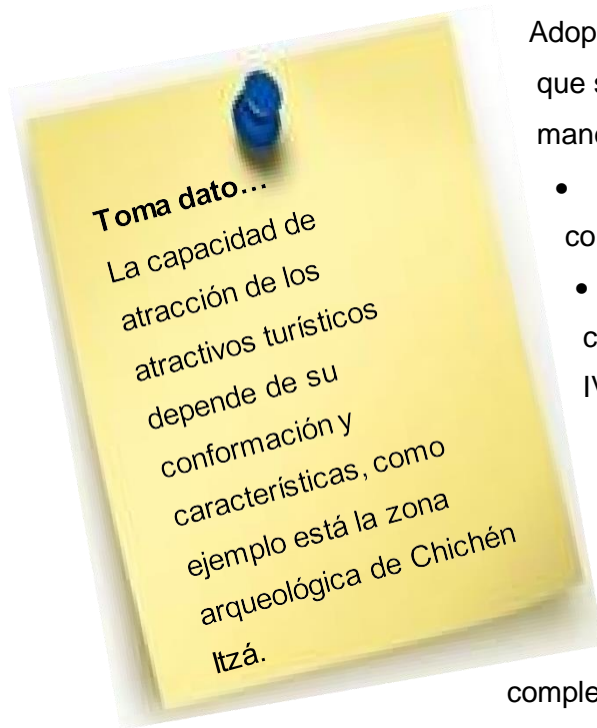 Toma dato…
La capacidad de
atracción de los
atractivos turísticos
depende de su
conformación y
características, como
ejemplo está la zona
arqueológica de Chichén
Itzá.
Adop
que s
mane
•
co
•
c
IV
comple